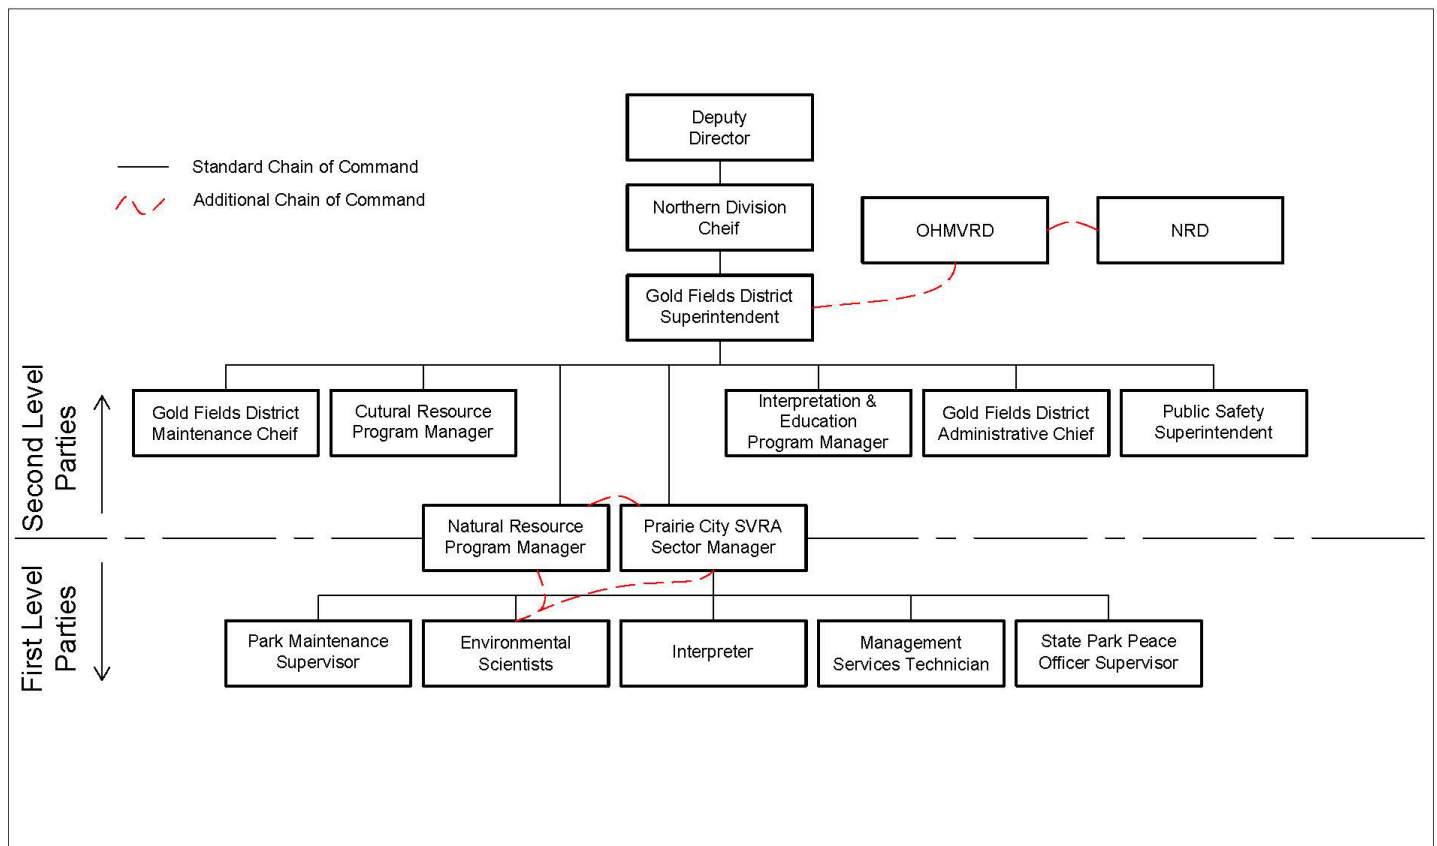 Deputy
Director
Standard Chain of Command
Additional Chain of Command
Northern Division
Cheif
OHMVRD
NRD
Gold Fields District
Superintendent
Second Level
Parties
Gold Fields District
Maintenance Cheif
Cutural Resource
Program Manager
Interpretation &
Education
Program Manager
Gold Fields District
Administrative Chief
Public Safety
Superintendent
Natural Resource
Program Manager
Prairie City SVRA
Sector Manager
First Level
Parties
Park Maintenance
Supervisor
Environmental
Scientists
Interpreter
Management
Services Technician
State Park Peace
Officer Supervisor